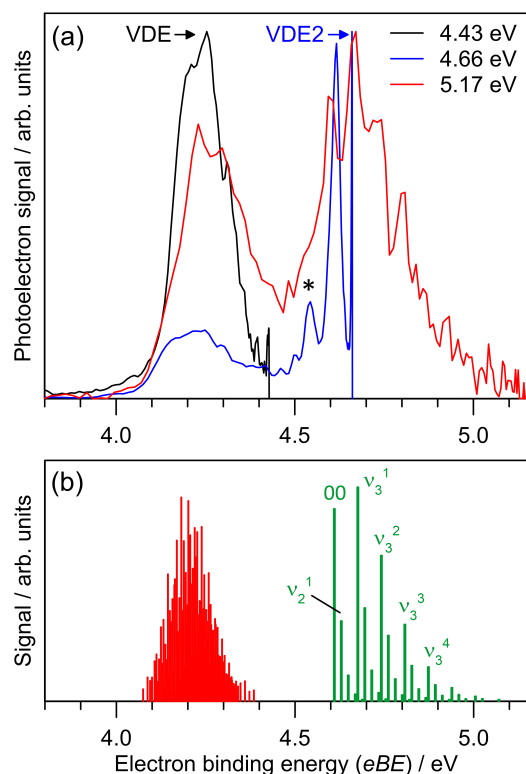 (a)
VDE
VDE2
4.43 eV
4.66 eV
5.17 eV
*
Photoelectron signal / arb. units
4.0 4.5 5.0
(b)
00
ν₃¹
ν₃²
ν₂¹
ν₃³
ν₃⁴
Signal / arb. units
4.0 4.5 5.0
Electron binding energy (eBE) / eV